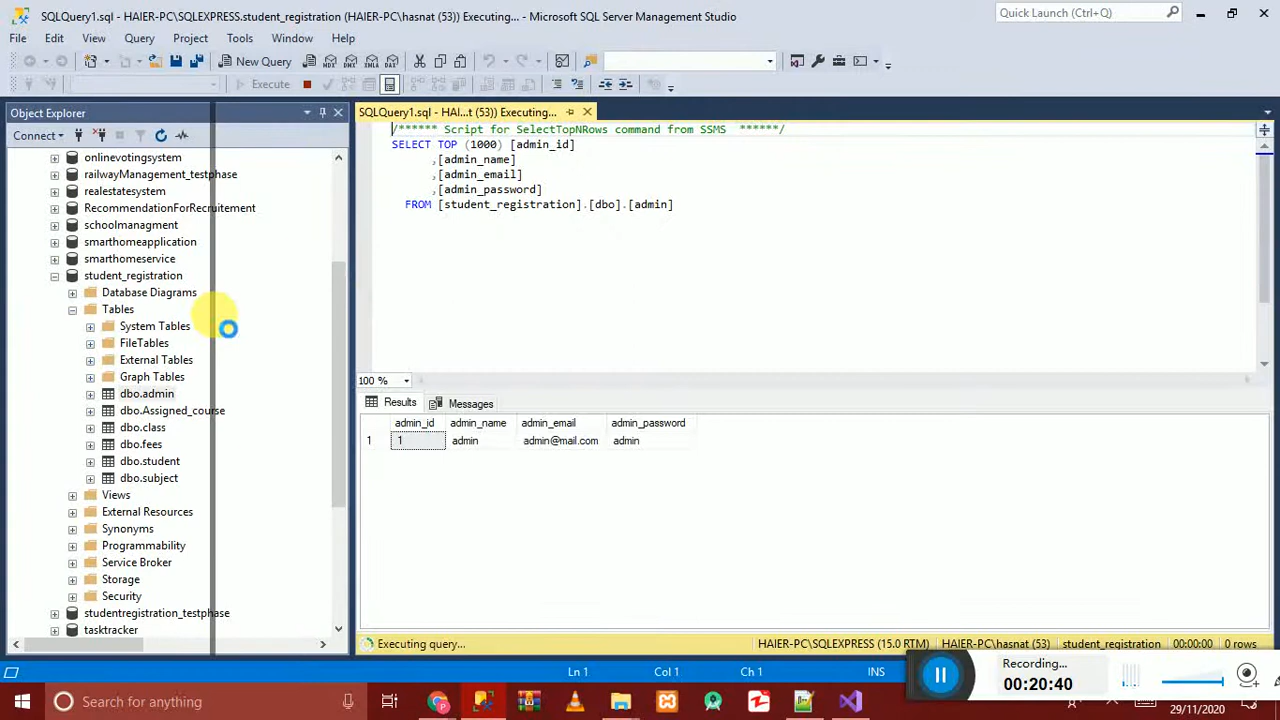 SQLQuery1.sql - HAIER-PC\SQLEXPRESS.student_registration (HAIER-PC\hasnat (53)) Executing... - Microsoft SQL Server Management Studio
Quick Launch (Ctrl+Q)
File Edit View Query Project Tools Window Help
New Query
MDX DMX XMLA DAX
Execute
Object Explorer
Connect
onlinevotingsystem
railwayManagement_testphase
realestatesystem
RecommendationForRecruitement
schoolmanagment
smarthomeapplication
smarthomeservice
student_registration
Database Diagrams
Tables
System Tables
FileTables
External Tables
Graph Tables
dbo.admin
dbo.Assigned_course
dbo.class
dbo.fees
dbo.student
dbo.subject
Views
External Resources
Synonyms
Programmability
Service Broker
Storage
Security
studentregistration_testphase
tasktracker
SQLQuery1.sql - HAI...t (53)) Executing...
/****** Script for SelectTopNRows command from SSMS ******/
SELECT TOP (1000) [admin_id]
,[admin_name]
,[admin_email]
,[admin_password]
FROM [student_registration].[dbo].[admin]
100 %
Results Messages
admin_id admin_name admin_email admin_password
1 1 admin admin@mail.com admin
Executing query...
HAIER-PC\SQLEXPRESS (15.0 RTM) HAIER-PC\hasnat (53) student_registration 00:00:00 0 rows
Ln 1 Col 1 Ch 1 INS
Recording...
00:20:40
Search for anything
29/11/2020